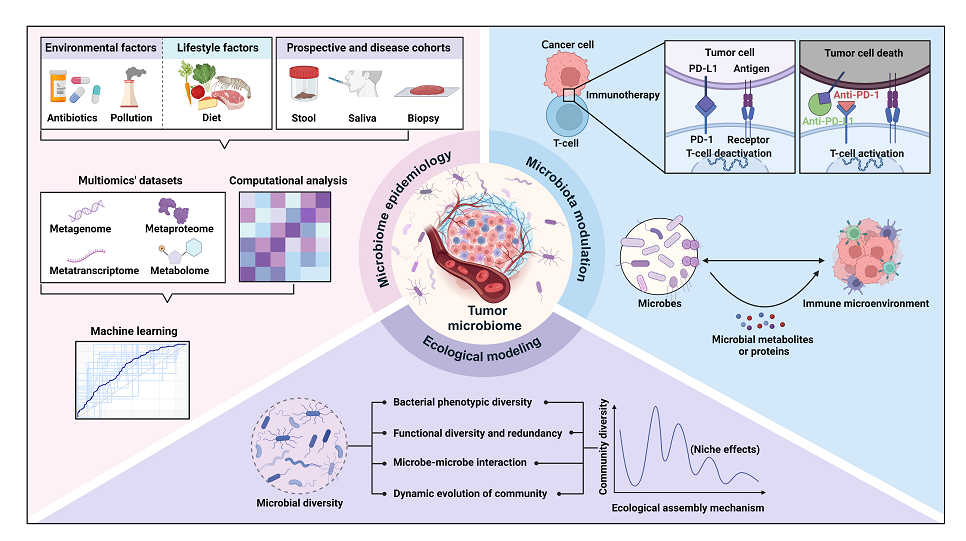 Environmental factors
Lifestyle factors
Prospective and disease cohorts
Antibiotics
Pollution
Diet
Stool
Saliva
Biopsy
Multiomics' datasets
Computational analysis
Metagenome
Metaproteome
Metatranscriptome
Metabolome
Machine learning
Microbiome epidemiology
Microbiota modulation
Ecological modeling
Tumor
microbiome
Cancer cell
Immunotherapy
T-cell
Tumor cell
PD-L1
Antigen
PD-1
Receptor
T-cell deactivation
Tumor cell death
Anti-PD-1
Anti-PD-L1
T-cell activation
Microbes
Immune microenvironment
Microbial metabolites
or proteins
Microbial diversity
Bacterial phenotypic diversity
Functional diversity and redundancy
Microbe-microbe interaction
Dynamic evolution of community
Community diversity
(Niche effects)
Ecological assembly mechanism